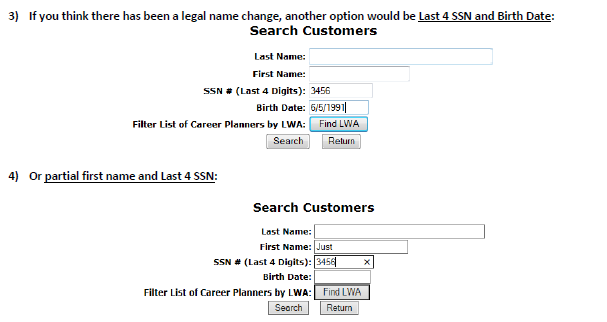 3) If you think there has been a legal name change, another option would be Last 4 SSN and Birth Date:
Search Customers
Last Name:
First Name:
SSN # (Last 4 Digits): 3456
Birth Date: 6/5/1991
Filter List of Career Planners by LWA: Find LWA
Search Return
4) Or partial first name and Last 4 SSN:
Search Customers
Last Name:
First Name: Just
SSN # (Last 4 Digits): 3456 ×
Birth Date:
Filter List of Career Planners by LWA: Find LWA
Search Return